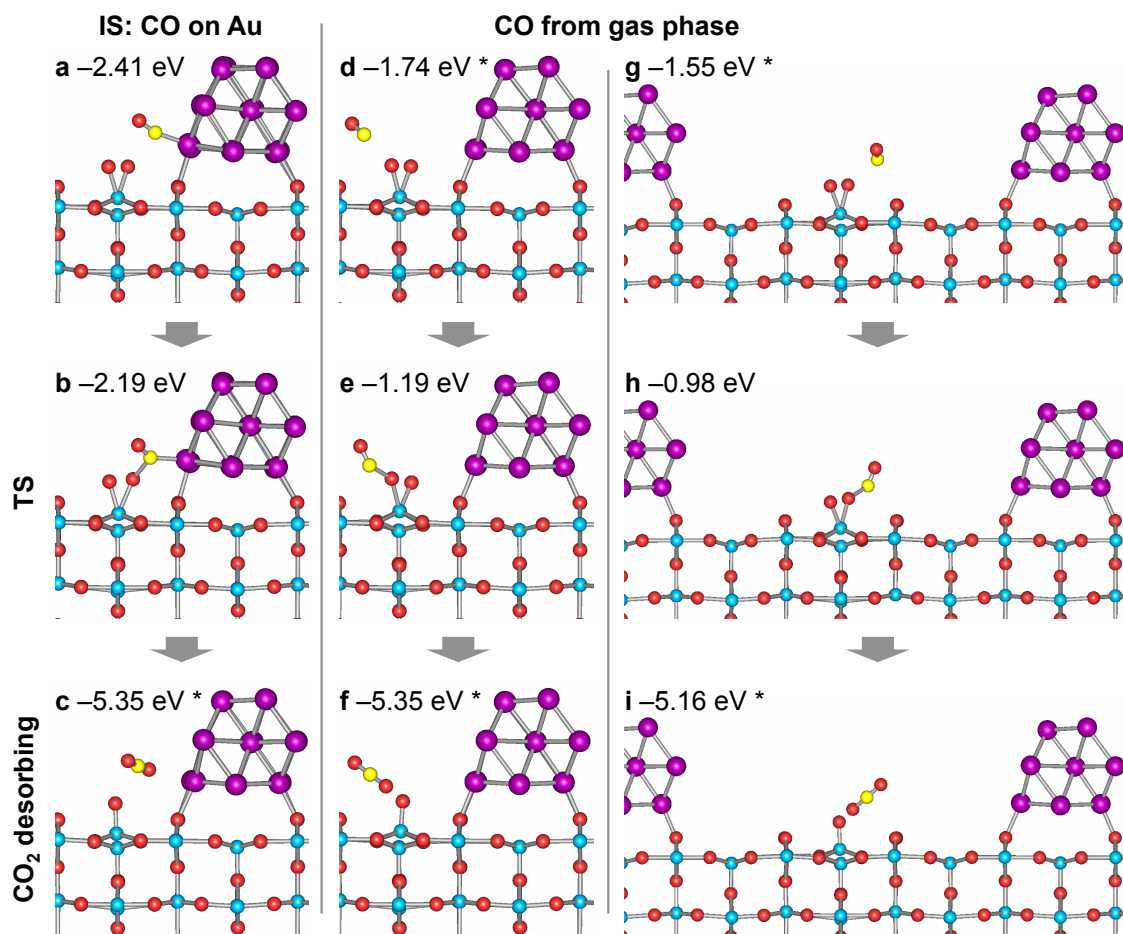 IS: CO on Au
CO from gas phase
a –2.41 eV
d –1.74 eV *
g –1.55 eV *
TS
b –2.19 eV
e –1.19 eV
h –0.98 eV
CO₂ desorbing
c –5.35 eV *
f –5.35 eV *
i –5.16 eV *